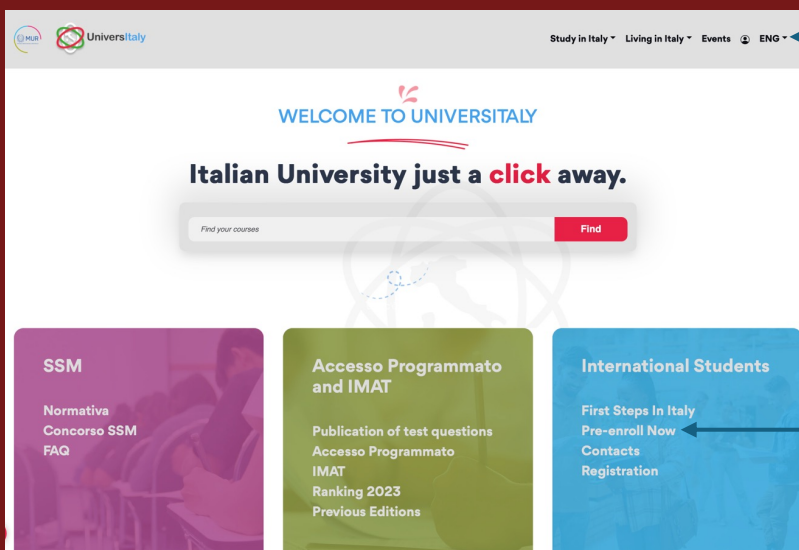 MUR
UniversItaly
Study in Italy Living in Italy Events ENG
WELCOME TO UNIVERSITALY
Italian University just a click away.
Find your courses
Find
SSM
Normativa
Concorso SSM
FAQ
Accesso Programmato
and IMAT
Publication of test questions
Accesso Programmato
IMAT
Ranking 2023
Previous Editions
International Students
First Steps In Italy
Pre-enroll Now
Contacts
Registration